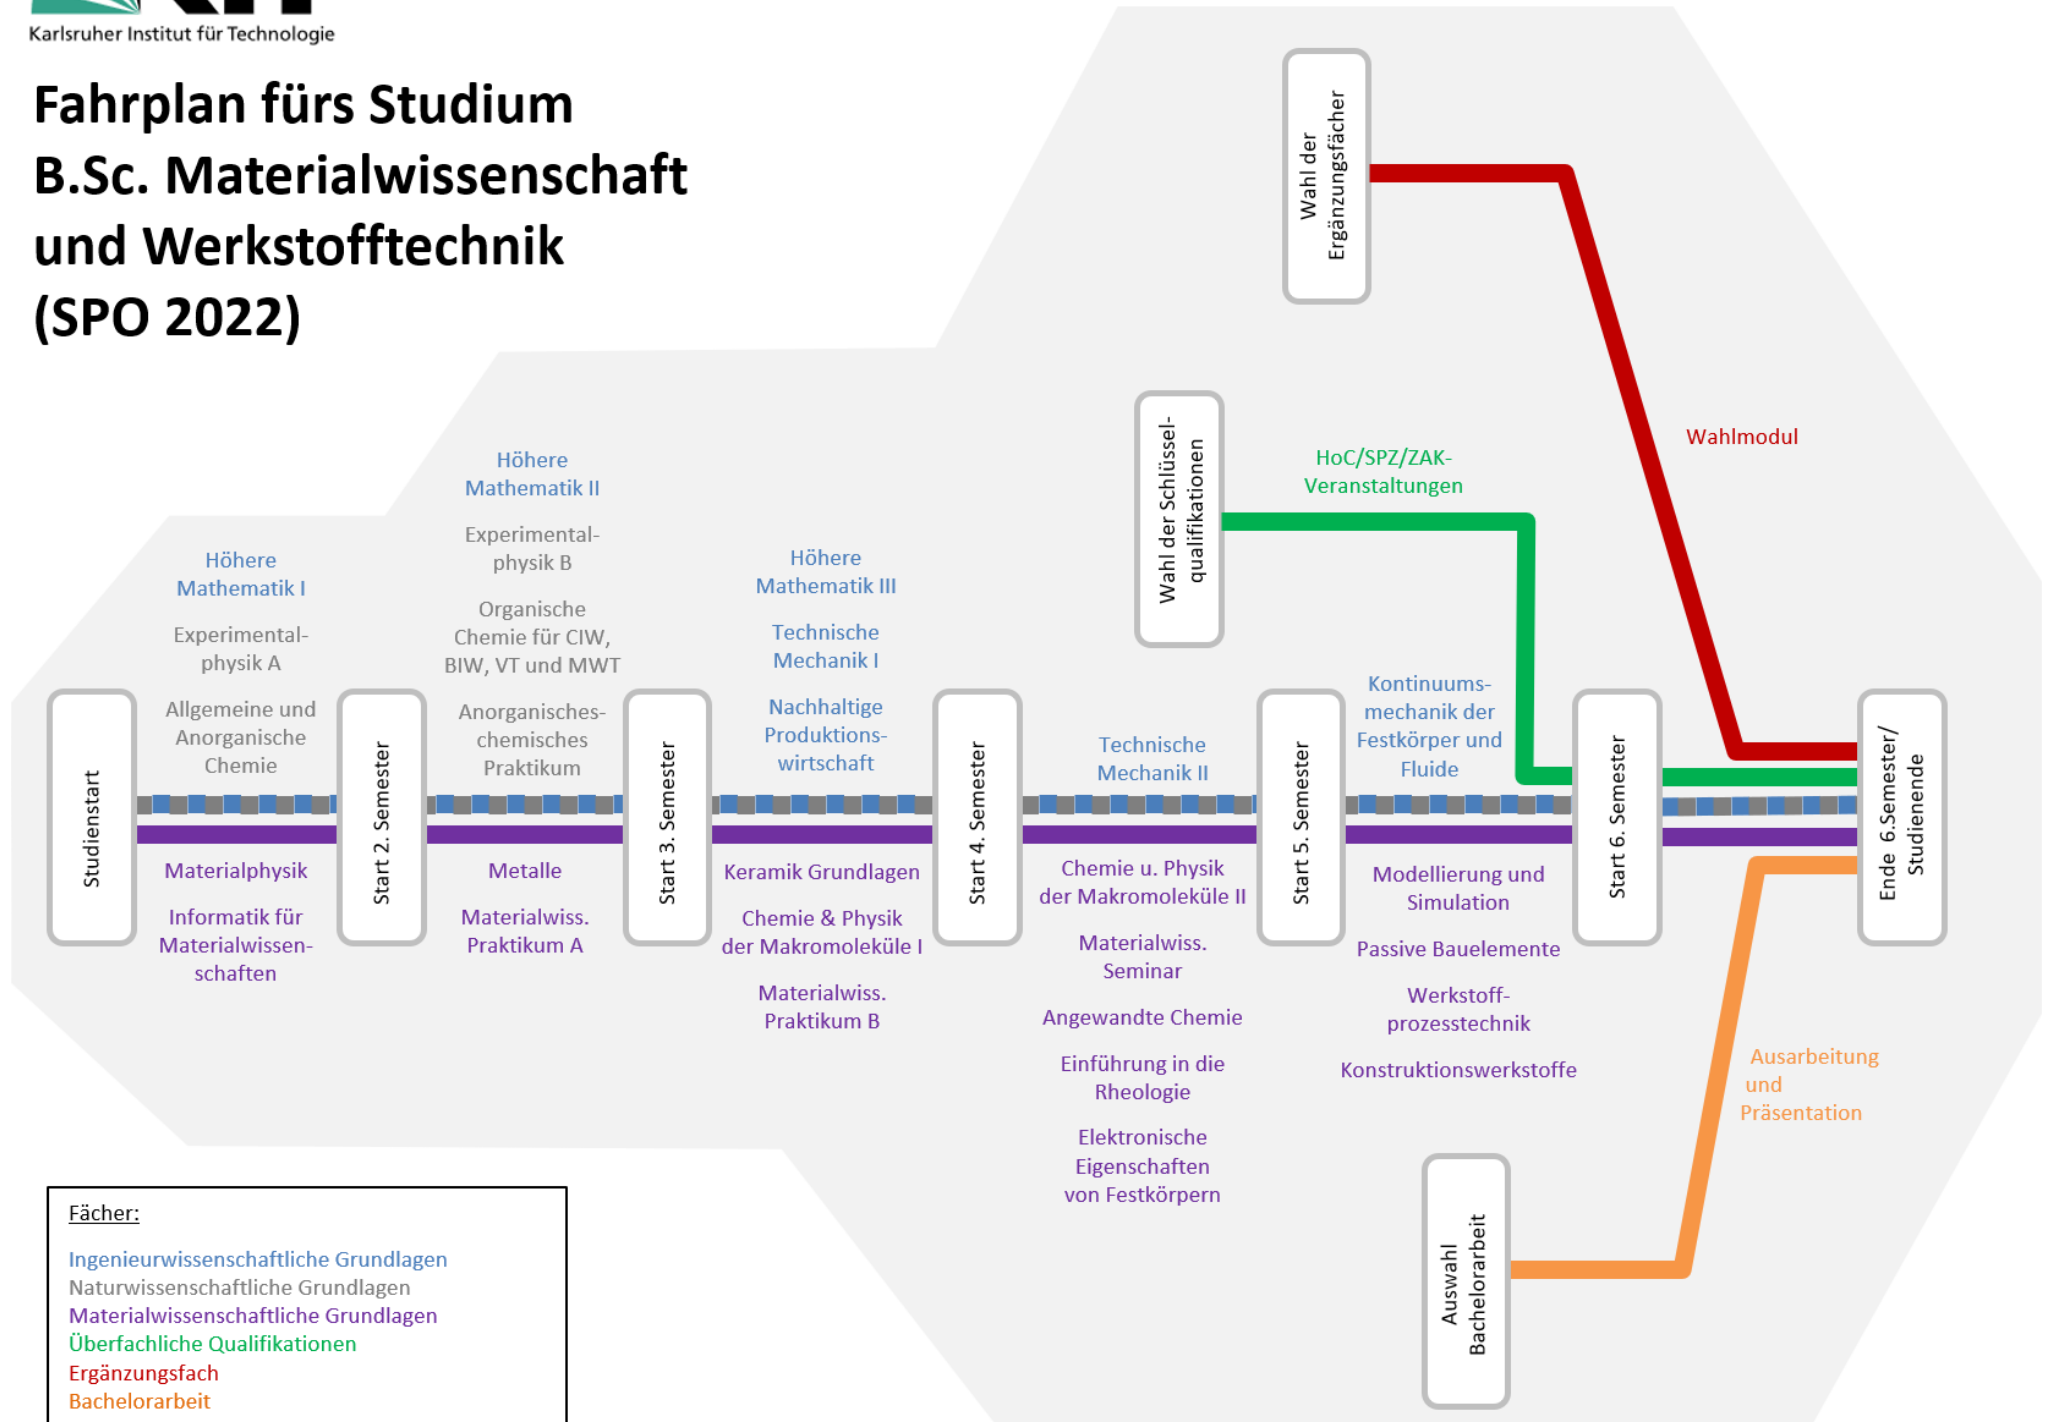 Karlsruher Institut für Technologie
Fahrplan fürs Studium
B.Sc. Materialwissenschaft
und Werkstofftechnik
(SPO 2022)
Wahl der
Ergänzungsfächer
Wahlmodul
Wahl der Schlüssel-
qualifikationen
HoC/SPZ/ZAK-
Veranstaltungen
Studienstart
Höhere
Mathematik I
Experimental-
physik A
Allgemeine und
Anorganische
Chemie
Materialphysik
Informatik für
Materialwissen-
schaften
Start 2. Semester
Höhere
Mathematik II
Experimental-
physik B
Organische
Chemie für CIW,
BIW, VT und MWT
Anorganisches-
chemisches
Praktikum
Metalle
Materialwiss.
Praktikum A
Start 3. Semester
Höhere
Mathematik III
Technische
Mechanik I
Nachhaltige
Produktions-
wirtschaft
Keramik Grundlagen
Chemie & Physik
der Makromoleküle I
Materialwiss.
Praktikum B
Start 4. Semester
Technische
Mechanik II
Chemie u. Physik
der Makromoleküle II
Materialwiss.
Seminar
Angewandte Chemie
Einführung in die
Rheologie
Elektronische
Eigenschaften
von Festkörpern
Start 5. Semester
Kontinuums-
mechanik der
Festkörper und
Fluide
Modellierung und
Simulation
Passive Bauelemente
Werkstoff-
prozesstechnik
Konstruktionswerkstoffe
Start 6. Semester
Ausarbeitung
und
Präsentation
Ende 6.Semester/
Studienende
Auswahl
Bachelorarbeit
Fächer:
Ingenieurwissenschaftliche Grundlagen
Naturwissenschaftliche Grundlagen
Materialwissenschaftliche Grundlagen
Überfachliche Qualifikationen
Ergänzungsfach
Bachelorarbeit